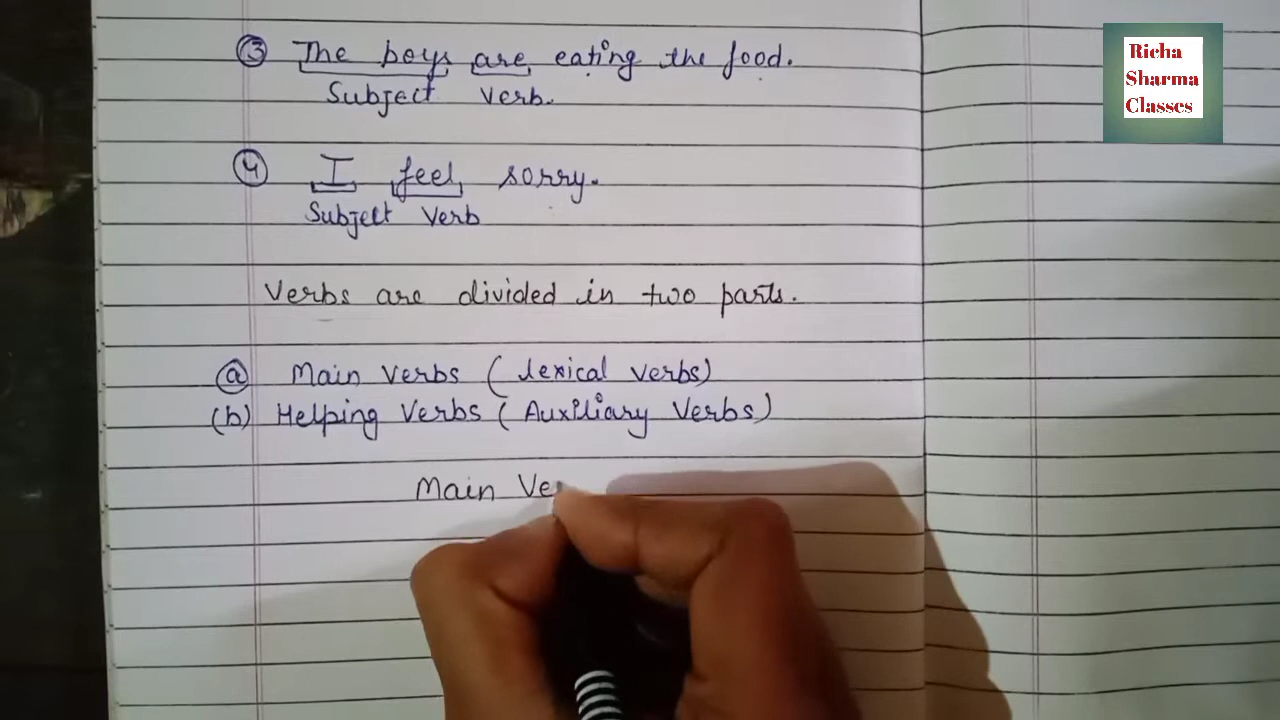 ③ The boys are eating the food.
Subject Verb.
④ I feel sorry.
Subject Verb
Verbs are divided in two parts.
ⓐ Main Verbs (lexical verbs)
(b) Helping Verbs (Auxiliary Verbs)
Main Ver
Richa
Sharma
Classes